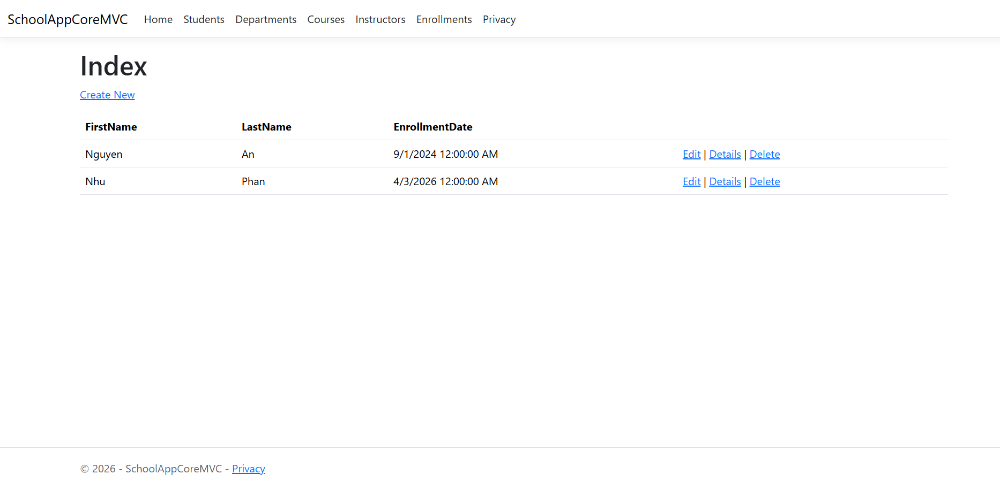 SchoolAppCoreMVC Home Students Departments Courses Instructors Enrollments Privacy
Index
Create New
FirstName LastName EnrollmentDate
Nguyen An 9/1/2024 12:00:00 AM Edit | Details | Delete
Nhu Phan 4/3/2026 12:00:00 AM Edit | Details | Delete
© 2026 - SchoolAppCoreMVC - Privacy